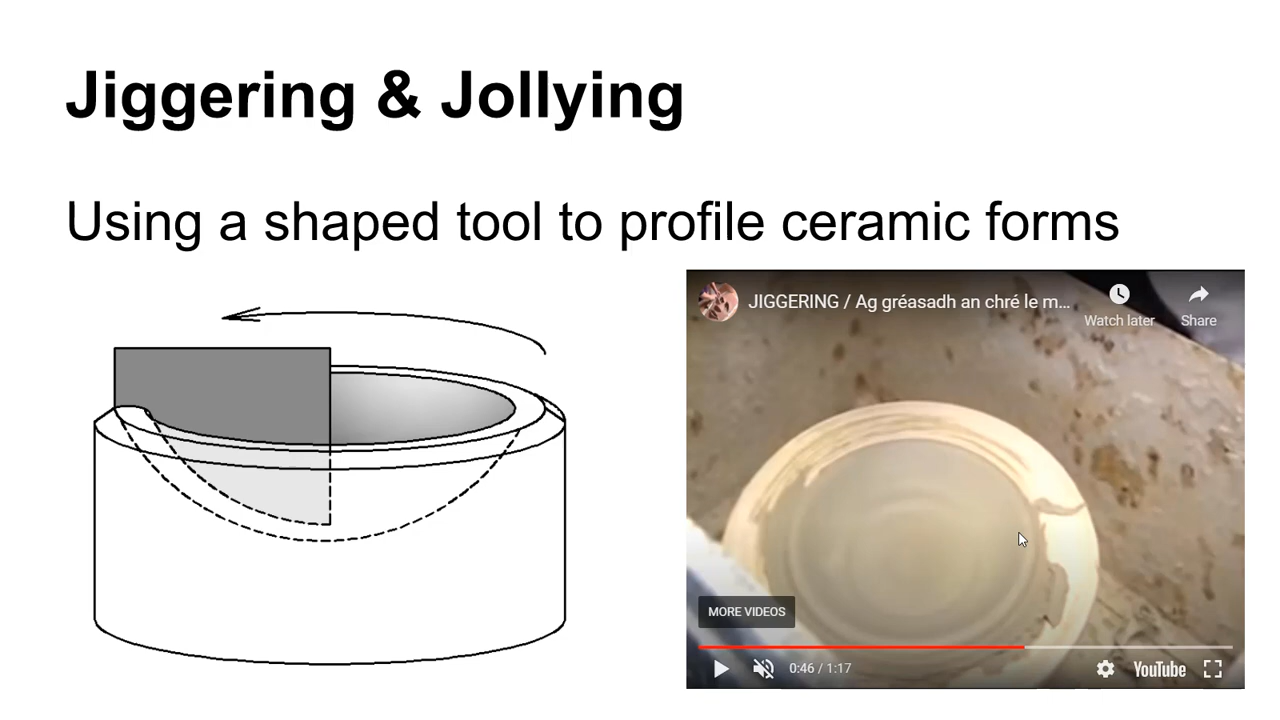 Jiggering & Jollying
Using a shaped tool to profile ceramic forms
JIGGERING / Ag gréasadh an chré le m...
Watch later
Share
MORE VIDEOS
0:46 / 1:17
YouTube